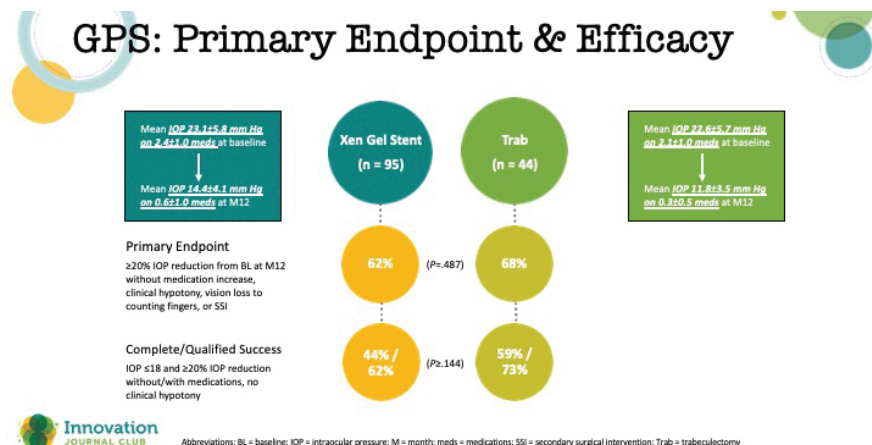 GPS: Primary Endpoint & Efficacy
Mean IOP 23.1±5.8 mm Hg
on 2.4±1.0 meds at baseline
Mean IOP 14.4±4.1 mm Hg
on 0.6±1.0 meds at M12
Xen Gel Stent
(n = 95)
Trab
(n = 44)
Mean IOP 22.6±5.7 mm Hg
on 2.1±1.0 meds at baseline
Mean IOP 11.8±3.5 mm Hg
on 0.3±0.5 meds at M12
Primary Endpoint
≥20% IOP reduction from BL at M12
without medication increase,
clinical hypotony, vision loss to
counting fingers, or SSI
62%
(P=.487)
68%
Complete/Qualified Success
IOP ≤18 and ≥20% IOP reduction
without/with medications, no
clinical hypotony
44% /
62%
(P≥.144)
59% /
73%
Innovation
JOURNAL CLUB
Abbreviations: BL = baseline; IOP = intraocular pressure; M = month; meds = medications; SSI = secondary surgical intervention; Trab = trabeculectomy